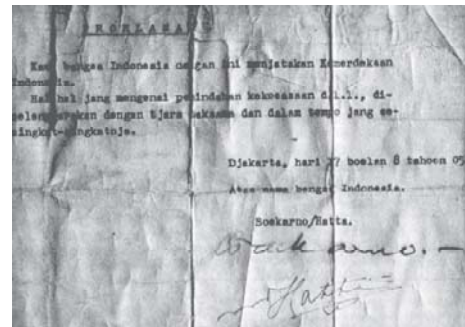 P R O K L A M A S I
Kami bangsa Indonesia dengan ini menjatakan Kemerdekaan
Indonesia.
Hal hal jang mengenai pemindahan kekoeasaan d.l.l., di-
selenggarakan dengan tjara saksama dan dalam tempo jang se-
singkat-singkatnja.
Djakarta, hari 17 boelan 8 tahoen 05
Atas nama bangsa Indonesia.
Soekarno/Hatta.
Soekarno.-
Hatta